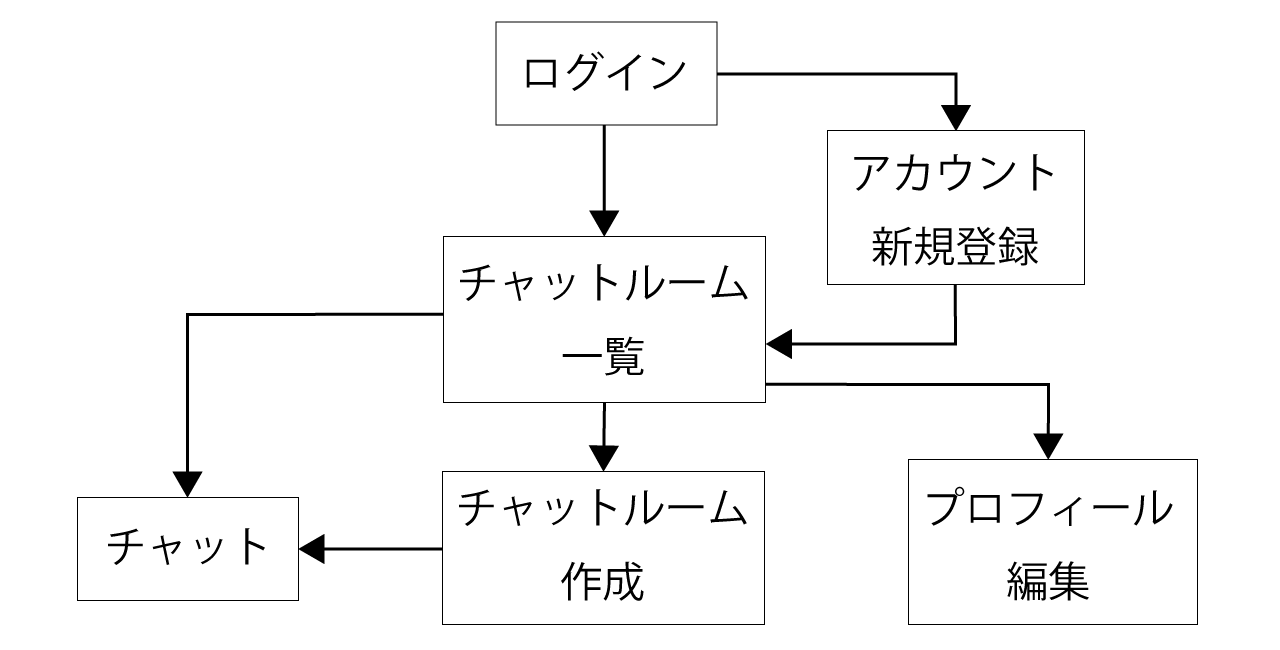 ログイン
アカウント
新規登録
チャットルーム
一覧
チャット
チャットルーム
作成
プロフィール
編集